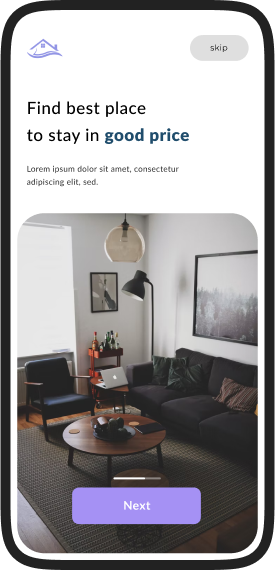 skip
Find best place
to stay in good price
Lorem ipsum dolor sit amet, consectetur
adipiscing elit, sed.
Next